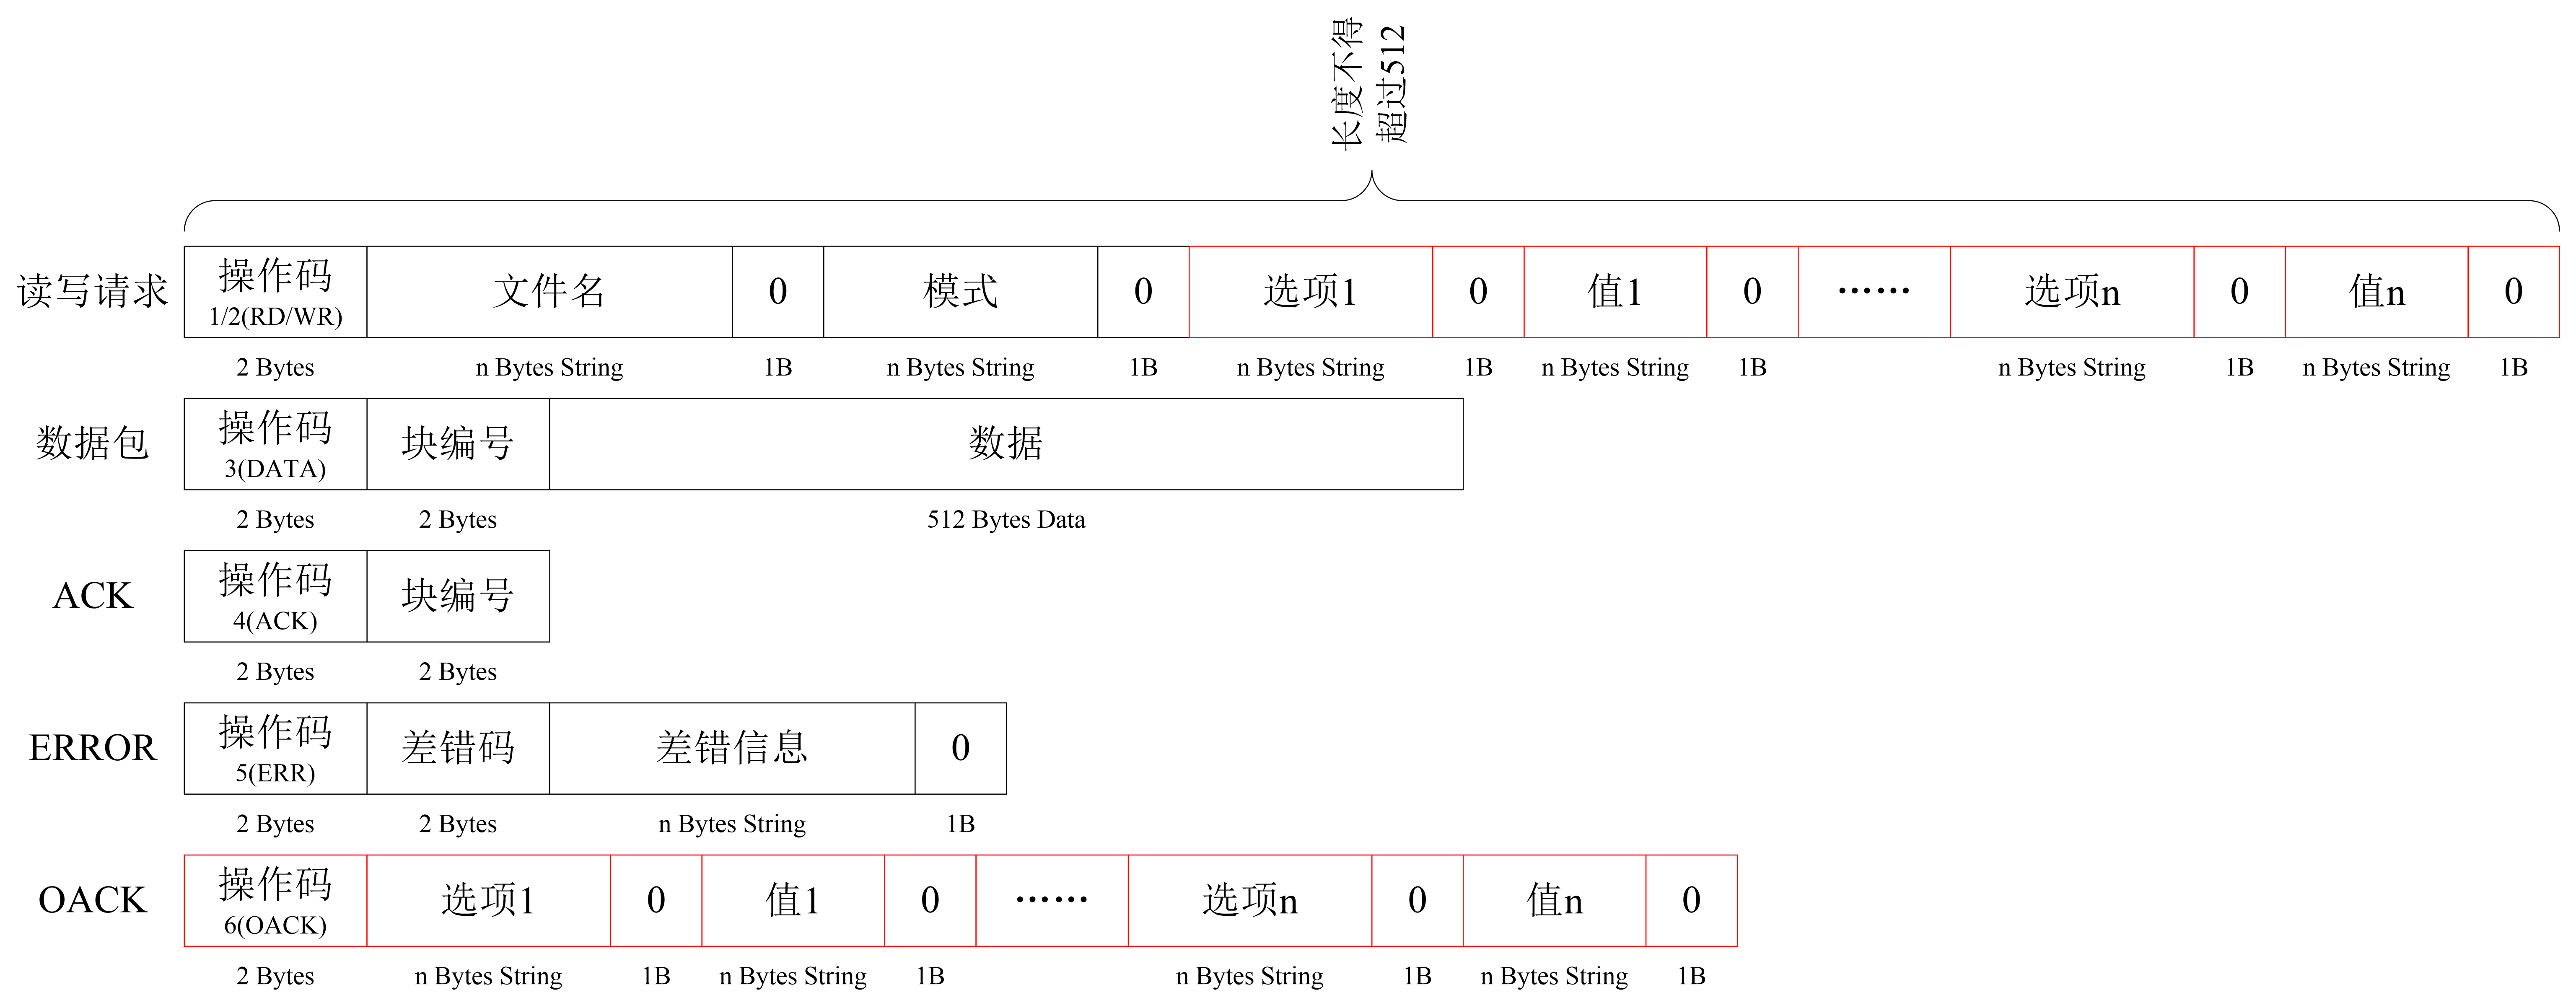 长度不得
超过512
读写请求 操作码 文件名 0 模式 0 选项1 0 值1 0 …… 选项n 0 值n 0
1/2(RD/WR)
2 Bytes n Bytes String 1B n Bytes String 1B n Bytes String 1B n Bytes String 1B n Bytes String 1B n Bytes String 1B
数据包 操作码 块编号 数据
3(DATA)
2 Bytes 2 Bytes 512 Bytes Data
ACK 操作码 块编号
4(ACK)
2 Bytes 2 Bytes
ERROR 操作码 差错码 差错信息 0
5(ERR)
2 Bytes 2 Bytes n Bytes String 1B
OACK 操作码 选项1 0 值1 0 …… 选项n 0 值n 0
6(OACK)
2 Bytes n Bytes String 1B n Bytes String 1B n Bytes String 1B n Bytes String 1B